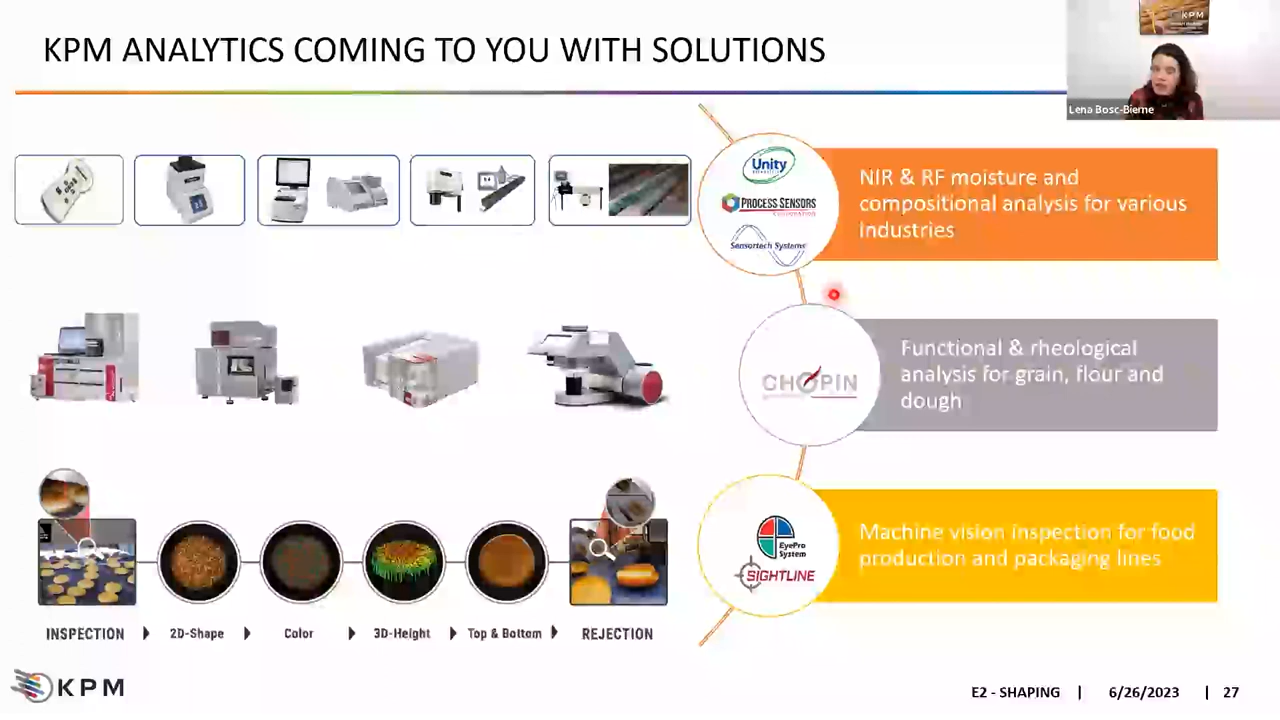 KPM ANALYTICS COMING TO YOU WITH SOLUTIONS
KPM
Lena Bosc-Bierne
Unity
PROCESS SENSORS
Sensortech Systems
NIR & RF moisture and
compositional analysis for various
industries
CHOPIN
Functional & rheological
analysis for grain, flour and
dough
EyePro
System
SIGHTLINE
Machine vision inspection for food
production and packaging lines
INSPECTION
2D-Shape
Color
3D-Height
Top & Bottom
REJECTION
KPM
E2 - SHAPING | 6/26/2023 | 27